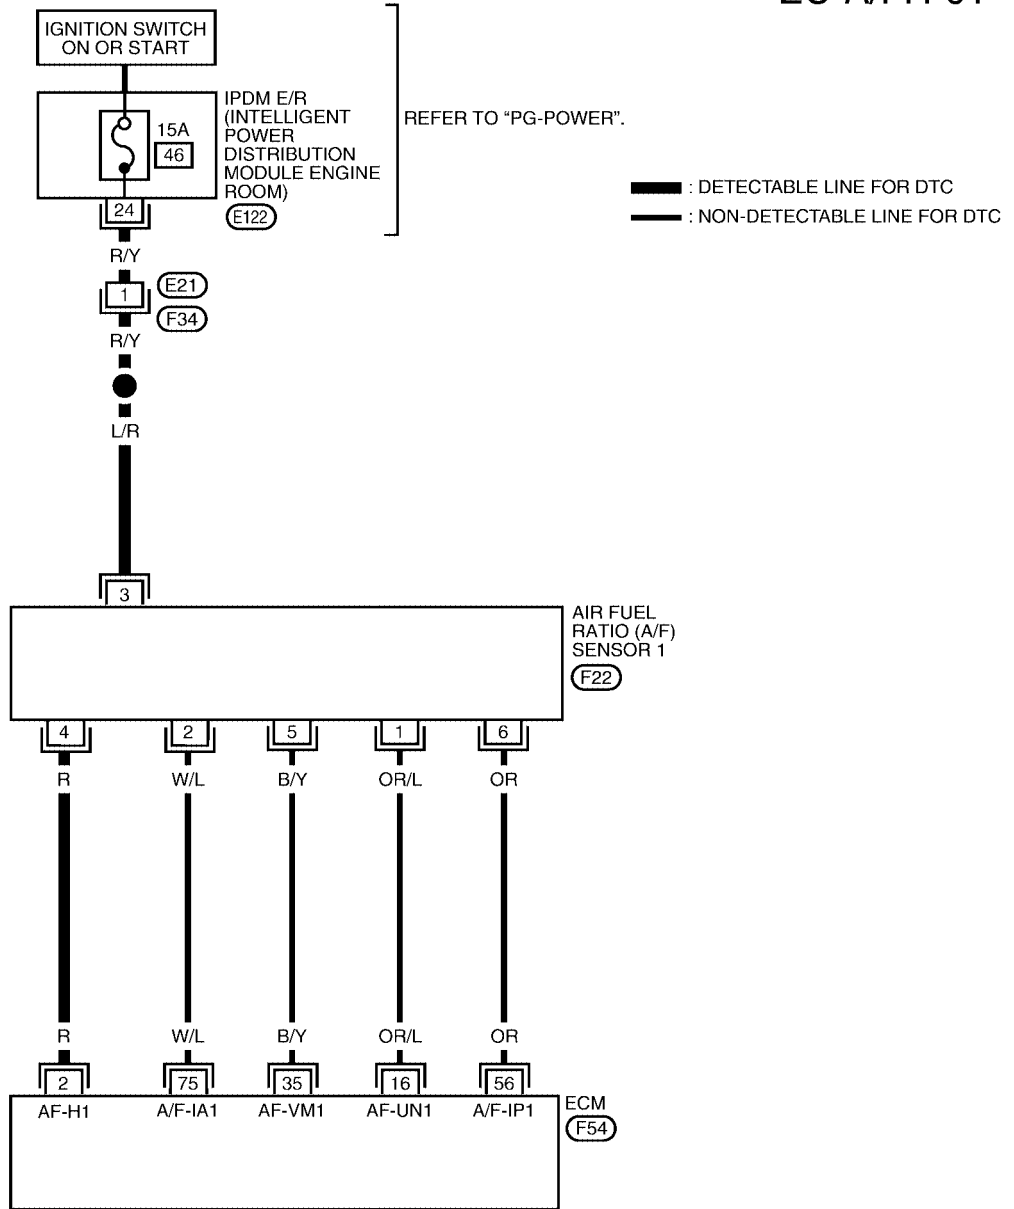 IGNITION SWITCH
ON OR START
IPDM E/R
(INTELLIGENT
POWER
DISTRIBUTION
MODULE ENGINE
ROOM)
E122
15A
46
24
REFER TO “PG-POWER”.
: DETECTABLE LINE FOR DTC
: NON-DETECTABLE LINE FOR DTC
R/Y
1
E21
F34
R/Y
L/R
3
AIR FUEL
RATIO (A/F)
SENSOR 1
F22
4 2 5 1 6
R W/L B/Y OR/L OR
R W/L B/Y OR/L OR
2 75 35 16 56
AF-H1 A/F-IA1 AF-VM1 AF-UN1 A/F-IP1
ECM
F54